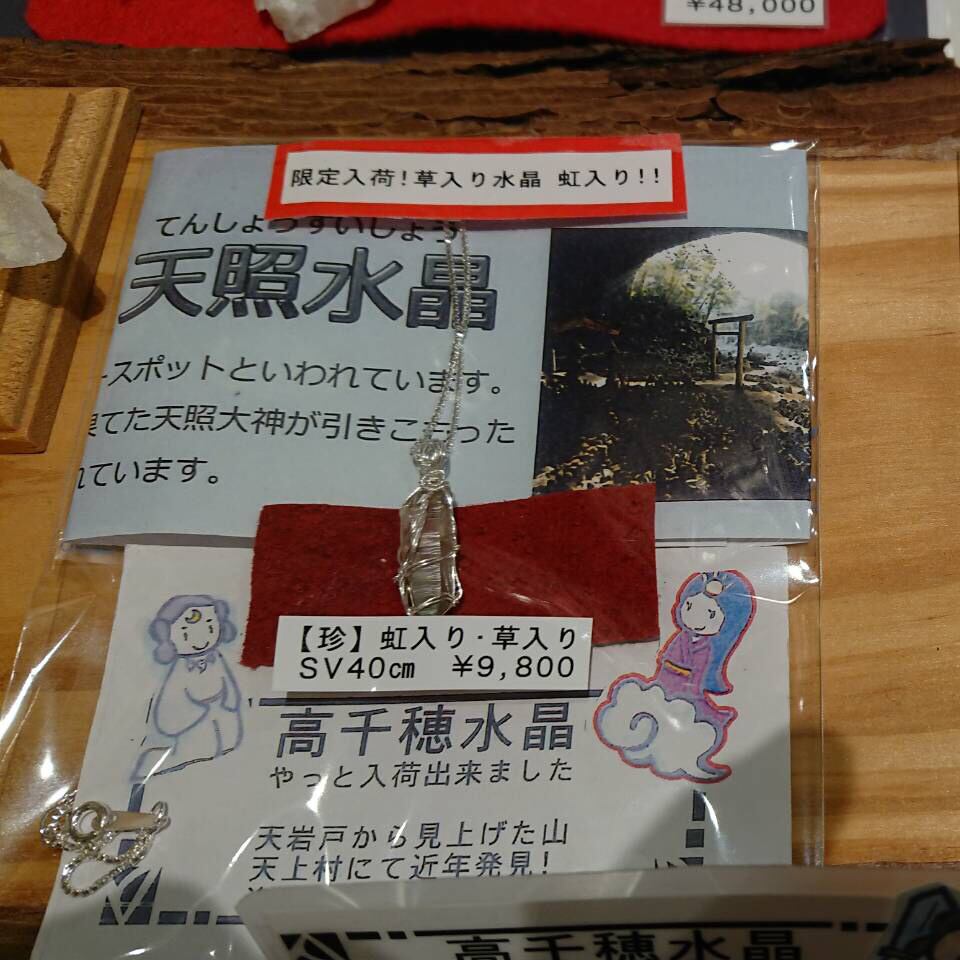 ¥48,000
限定入荷!草入り水晶 虹入り!!
てんしょうすいしょう
天照水晶
ースポットといわれています。
果てた天照大神が引きこもった
れています。
【珍】虹入り・草入り
SV40㎝ ¥9,800
高千穂水晶
やっと入荷出来ました
天岩戸から見上げた山
天上村にて近年発見!
高千穂水晶